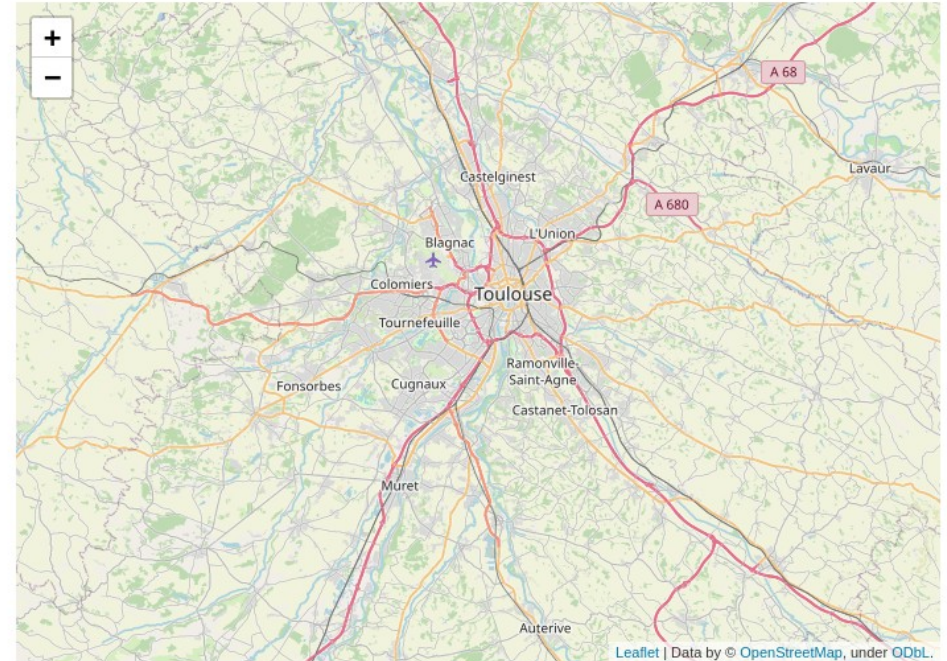 +
−
A 68
Castelginest
Lavaur
A 680
L'Union
Blagnac
Colomiers
Toulouse
Tournefeuille
Ramonville-
Saint-Agne
Fonsorbes
Cugnaux
Castanet-Tolosan
Muret
Auterive
Leaflet | Data by © OpenStreetMap, under ODbL.